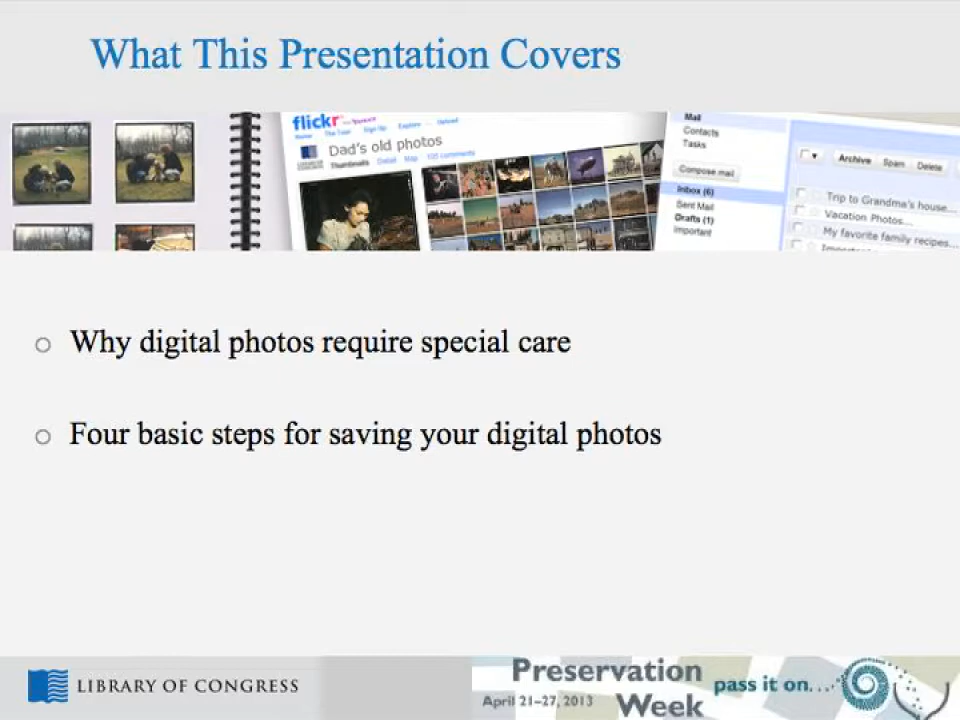 What This Presentation Covers
flickr from Yahoo!
Home The Tour Sign Up Explore Upload
Dad's old photos
Thumbnails Detail Map 105 comments
Mail
Contacts
Tasks
Compose mail
Inbox (6)
Sent Mail
Drafts (1)
Important
Archive Spam Delete
Trip to Grandma's house...
Vacation Photos...
My favorite family recipes...
Why digital photos require special care
Four basic steps for saving your digital photos
LIBRARY OF CONGRESS
Preservation
Week
April 21-27, 2013
pass it on...